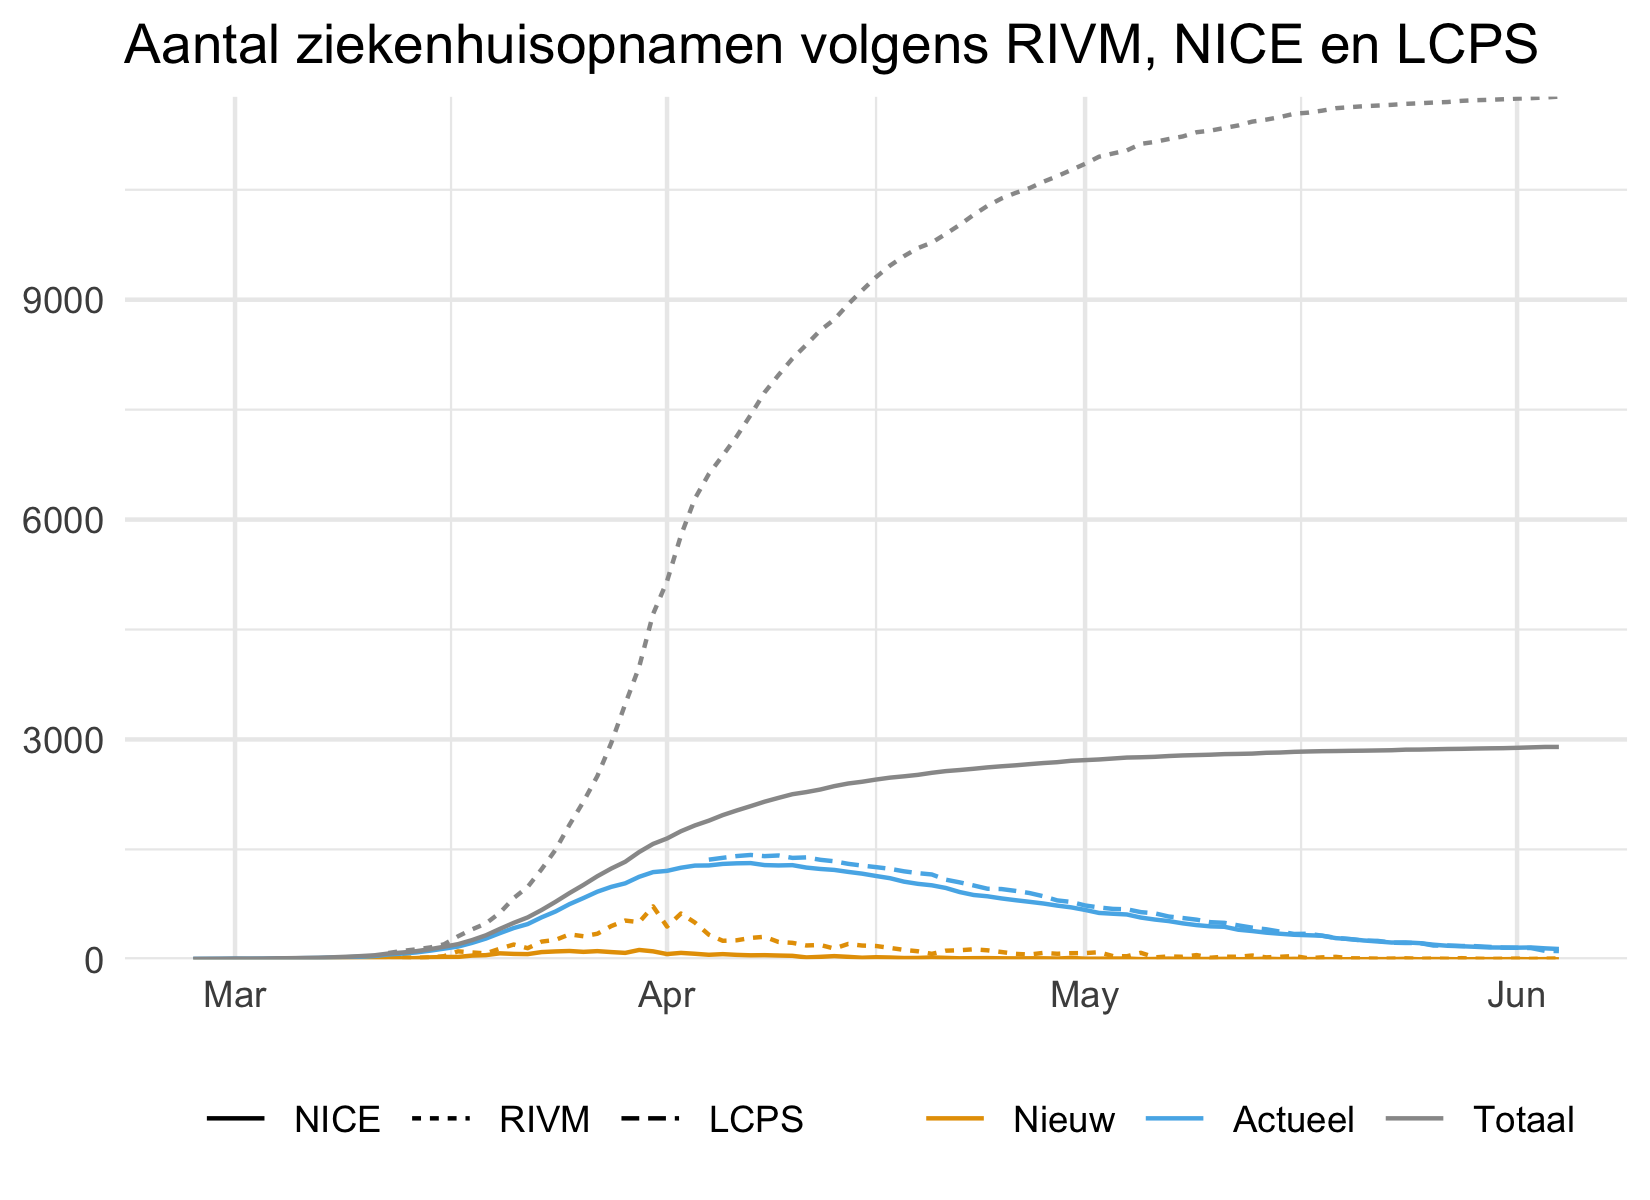 Aantal ziekenhuisopnamen volgens RIVM, NICE en LCPS
9000
6000
3000
0
Mar Apr May Jun
NICE RIVM LCPS Nieuw Actueel Totaal